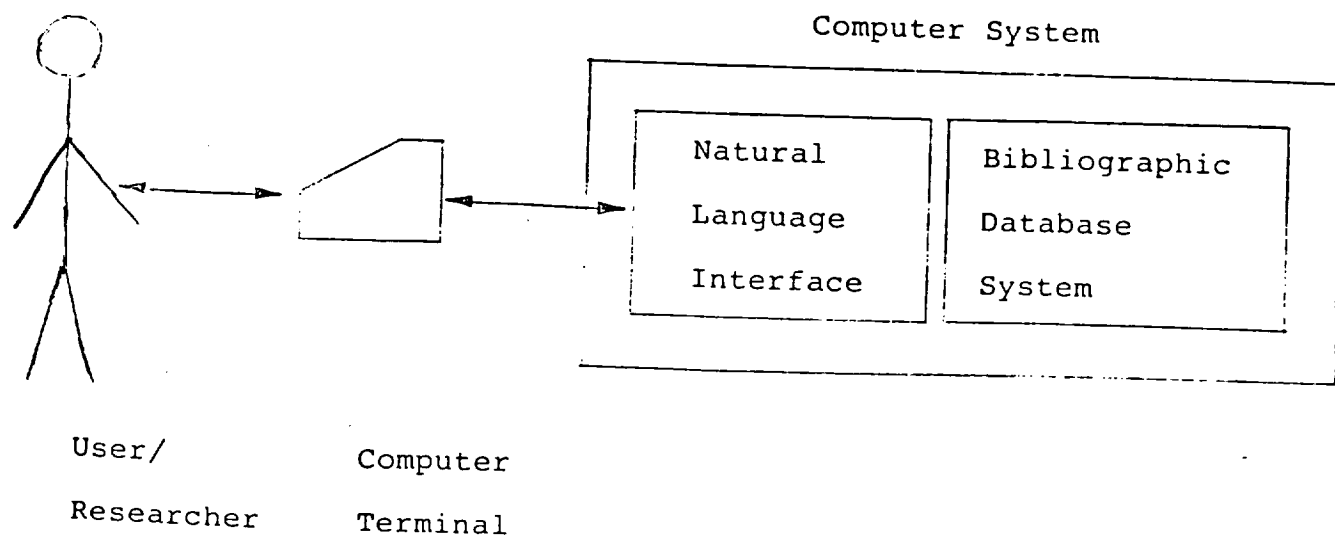 Computer System
Natural
Language
Interface
Bibliographic
Database
System
User/
Researcher
Computer
Terminal